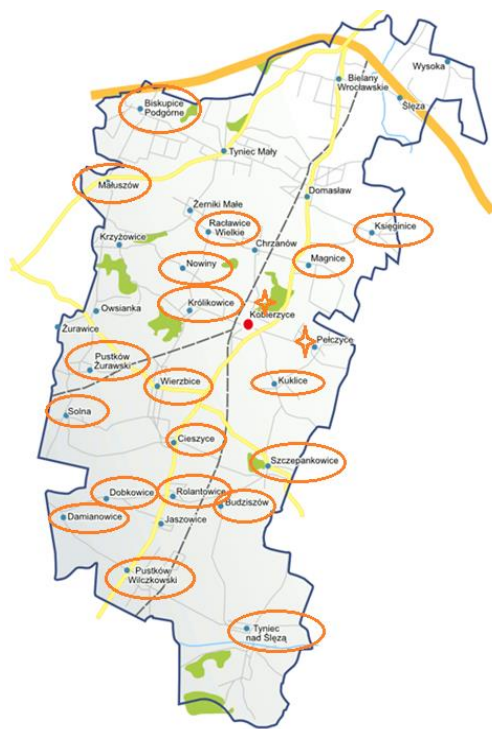 Wysoka
Bielany
Wrocławskie
Ślęza
Biskupice
Podgórne
Tyniec Mały
Małuszów
Domasław
Żerniki Małe
Racławice
Wielkie
Księginice
Krzyżowice
Chrzanów
Magnice
Nowiny
Owsianka
Królikowice
Kobierzyce
Żurawice
Pełczyce
Pustków
Żurawski
Wierzbice
Kuklice
Solna
Cieszyce
Szczepankowice
Dobkowice
Rolantowice
Budziszów
Damianowice
Jaszowice
Pustków
Wilczkowski
Tyniec
nad Ślęzą